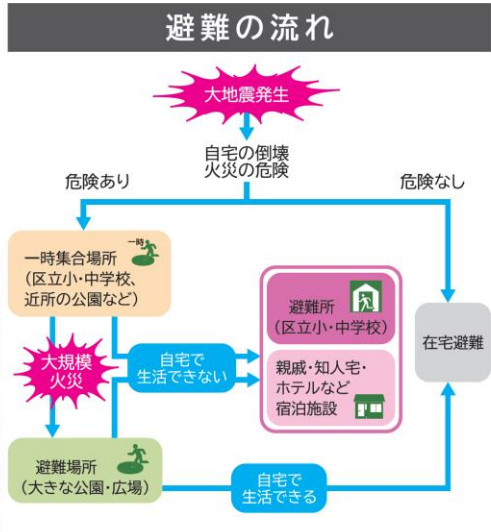 避難の流れ
大地震発生
自宅の倒壊
火災の危険
危険あり
危険なし
一時
一時集合場所
(区立小・中学校、
近所の公園など)
避難所
(区立小・中学校)
在宅避難
大規模
火災
自宅で
生活できない
親戚・知人宅・
ホテルなど
宿泊施設
避難場所
(大きな公園・広場)
自宅で
生活できる